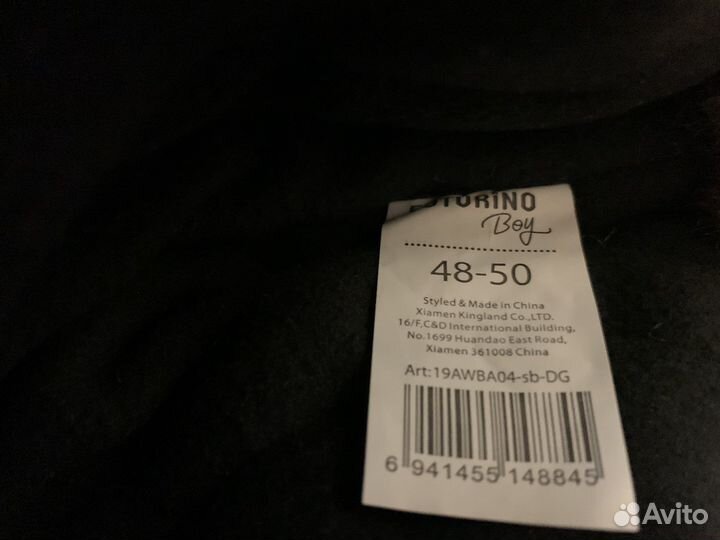 Boy
48-50
Styled & Made in China
Xiamen Kingland Co.,LTD.
16/F,C&D International Building,
No.1699 Huandao East Road,
Xiamen 361008 China
Art:19AWBA04-sb-DG
6 941455 148845
Avito